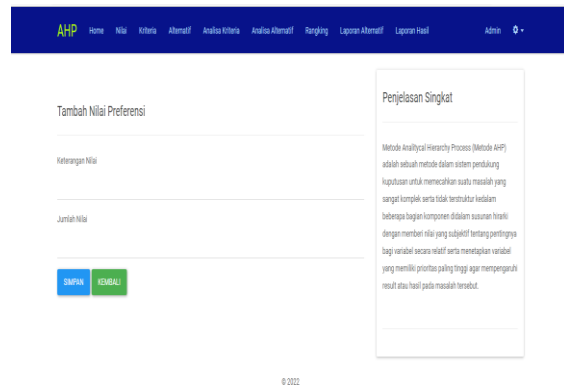 AHP Home Nilai Kriteria Alternatif Analisa Kriteria Analisa Alternatif Rangking Laporan Alternatif Laporan Hasil Admin
Tambah Nilai Preferensi
Keterangan Nilai
Jumlah Nilai
SIMPAN KEMBALI
Penjelasan Singkat
Metode Analitycal Hierarchy Process (Metode AHP)
adalah sebuah metode dalam sistem pendukung
kuputusan untuk memecahkan suatu masalah yang
sangat komplek serta tidak terstruktur kedalam
beberapa bagian komponen didalam susunan hirarki
dengan memberi nilai yang subjektif tentang pentingnya
bagi variabel secara relatif serta menetapkan variabel
yang memiliki prioritas paling tinggi agar mempengaruhi
result atau hasil pada masalah tersebut.
© 2022